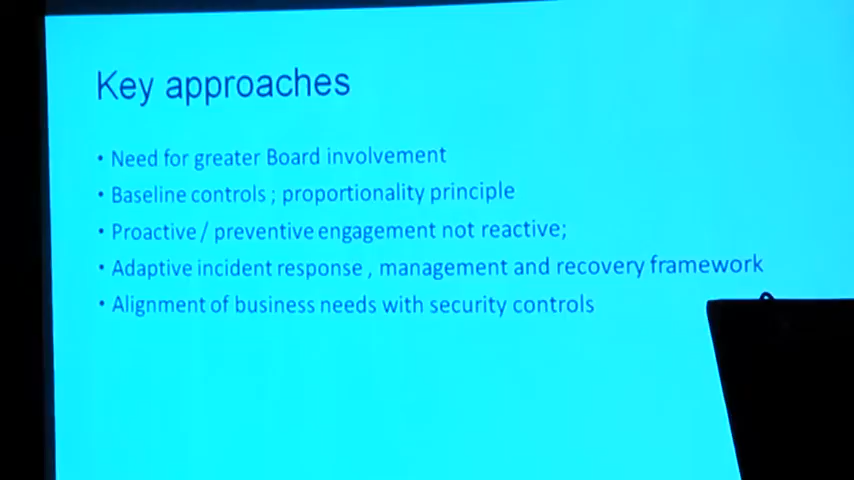 Key approaches
• Need for greater Board involvement
• Baseline controls ; proportionality principle
• Proactive / preventive engagement not reactive;
• Adaptive incident response , management and recovery framework
• Alignment of business needs with security controls